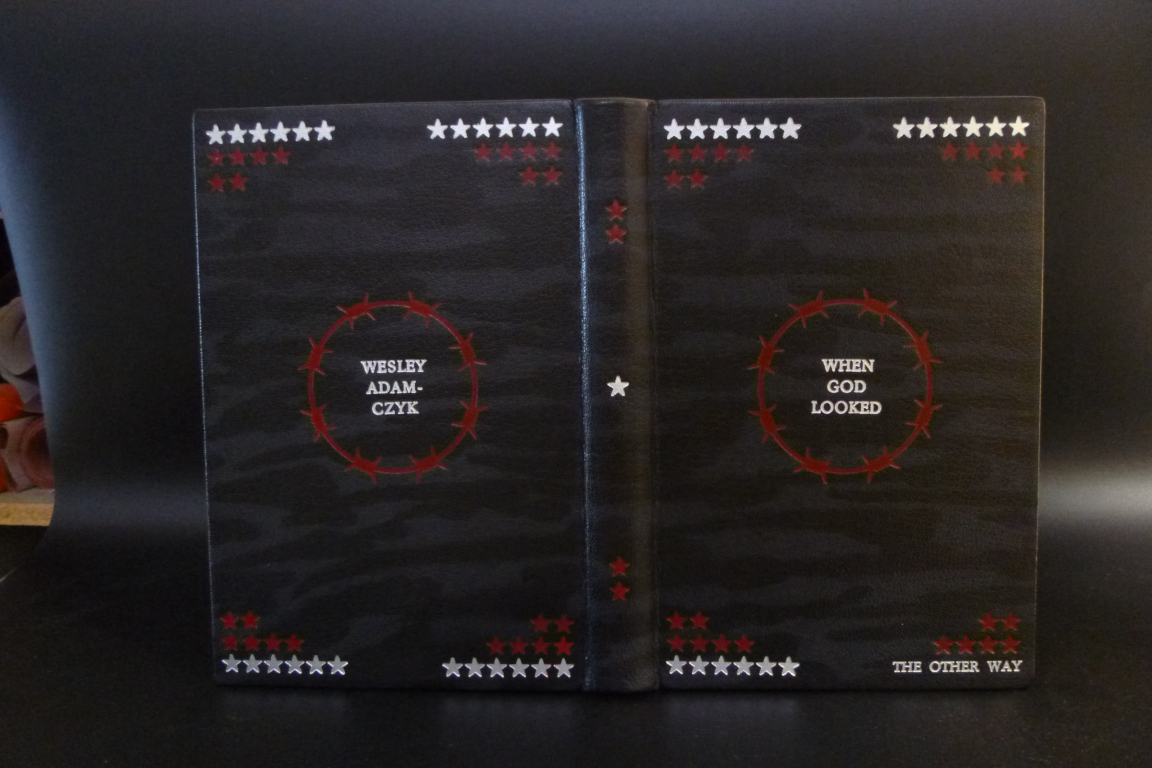 WESLEY
ADAM-
CZYK
WHEN
GOD
LOOKED
THE OTHER WAY